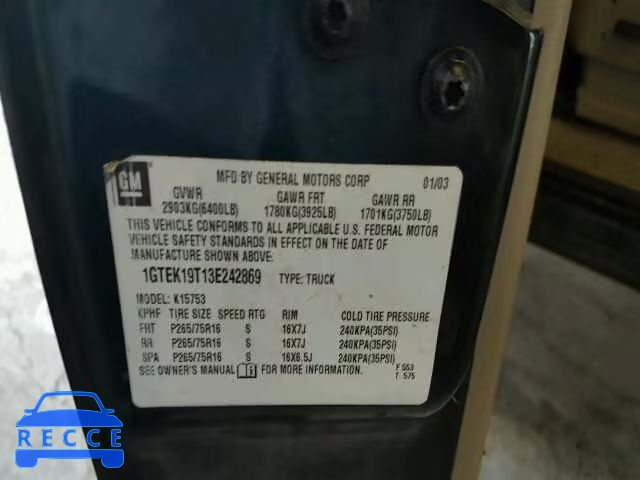 GM
MFD BY GENERAL MOTORS CORP 01/03
GVWR GAWR FRT GAWR RR
2903KG(6400LB) 1780KG(3925LB) 1701KG(3750LB)
THIS VEHICLE CONFORMS TO ALL APPLICABLE U.S. FEDERAL MOTOR
VEHICLE SAFETY STANDARDS IN EFFECT ON THE DATE OF
MANUFACTURE SHOWN ABOVE.
1GTEK19T13E242869 TYPE: TRUCK
MODEL: K15753
KPHF TIRE SIZE SPEED RTG RIM COLD TIRE PRESSURE
FRT P265/75R16 S 16X7J 240KPA(35PSI)
RR P265/75R16 S 16X7J 240KPA(35PSI)
SPA P265/75R16 S 16X6.5J 240KPA(35PSI)
SEE OWNER'S MANUAL FOR MORE INFORMATION. F 553
T 575
RECCE